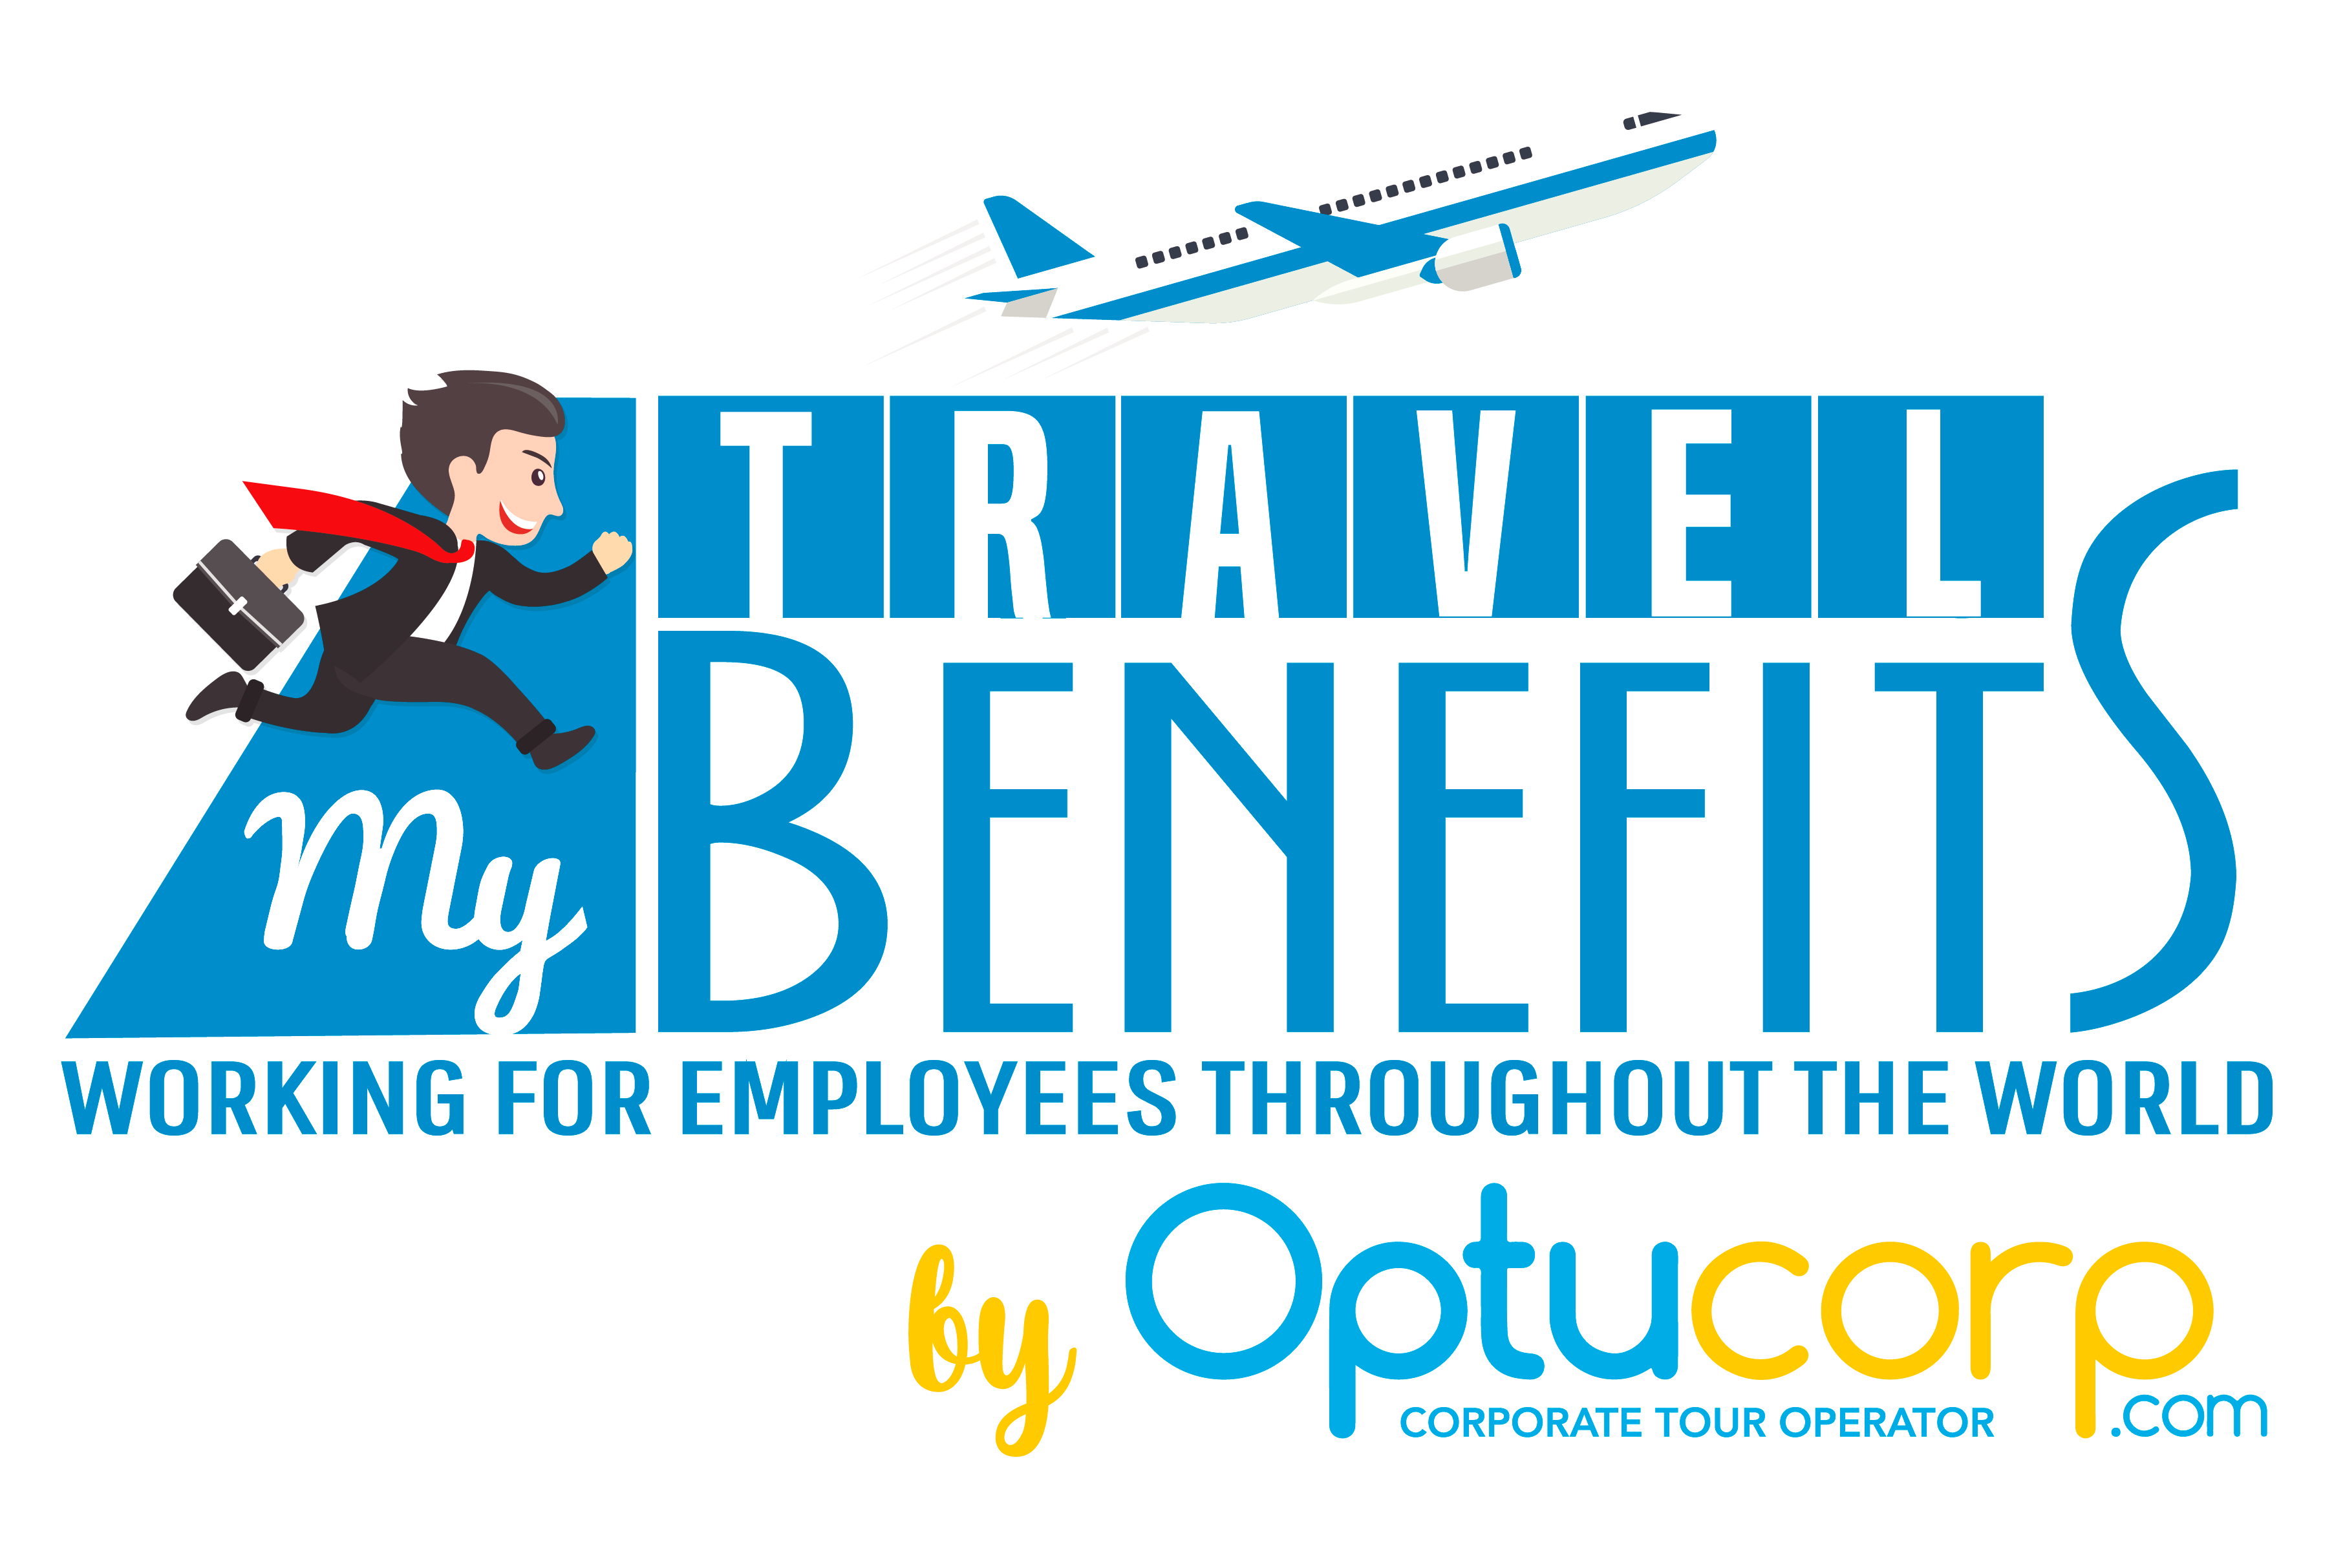 My
TRAVEL
BENEFITS
WORKING FOR EMPLOYEES THROUGHOUT THE WORLD
by Optucorp.com
CORPORATE TOUR OPERATOR